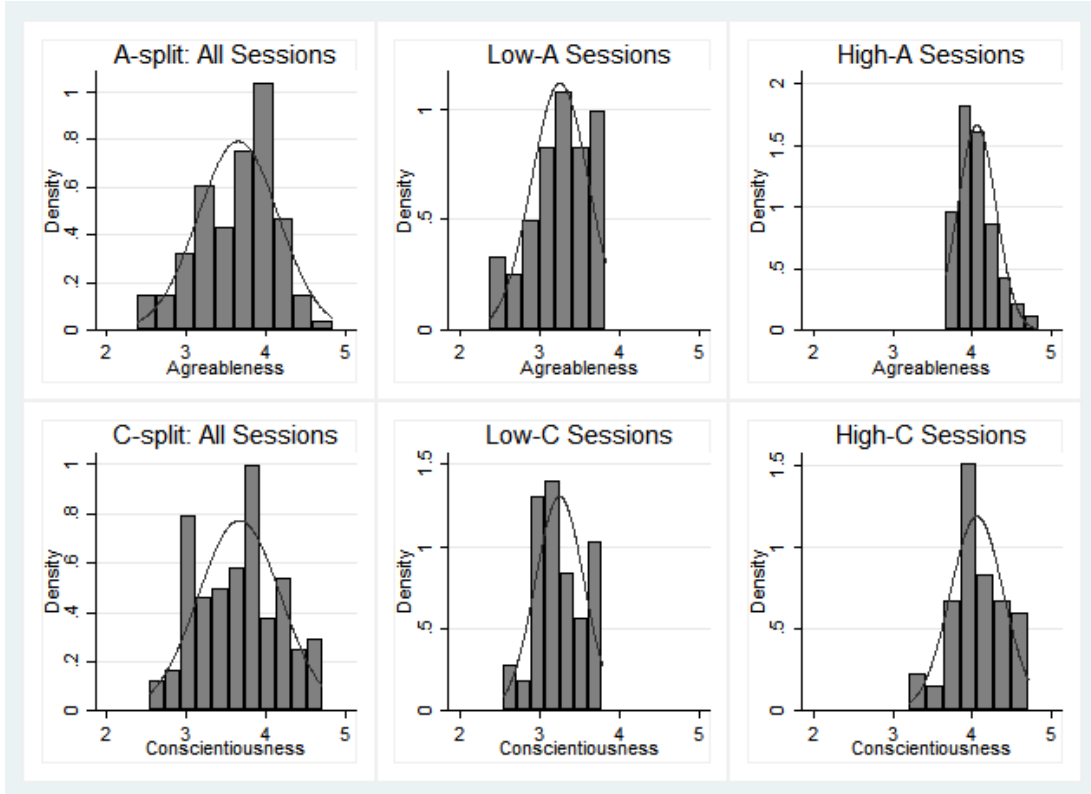 A-split: All Sessions
Density
0 .2 .4 .6 .8 1
2 3 4 5
Agreableness
Low-A Sessions
Density
0 .5 1
2 3 4 5
Agreableness
High-A Sessions
Density
0 .5 1 1.5 2
2 3 4 5
Agreableness
C-split: All Sessions
Density
0 .2 .4 .6 .8 1
2 3 4 5
Conscientiousness
Low-C Sessions
Density
0 .5 1 1.5
2 3 4 5
Conscientiousness
High-C Sessions
Density
0 .5 1 1.5
2 3 4 5
Conscientiousness